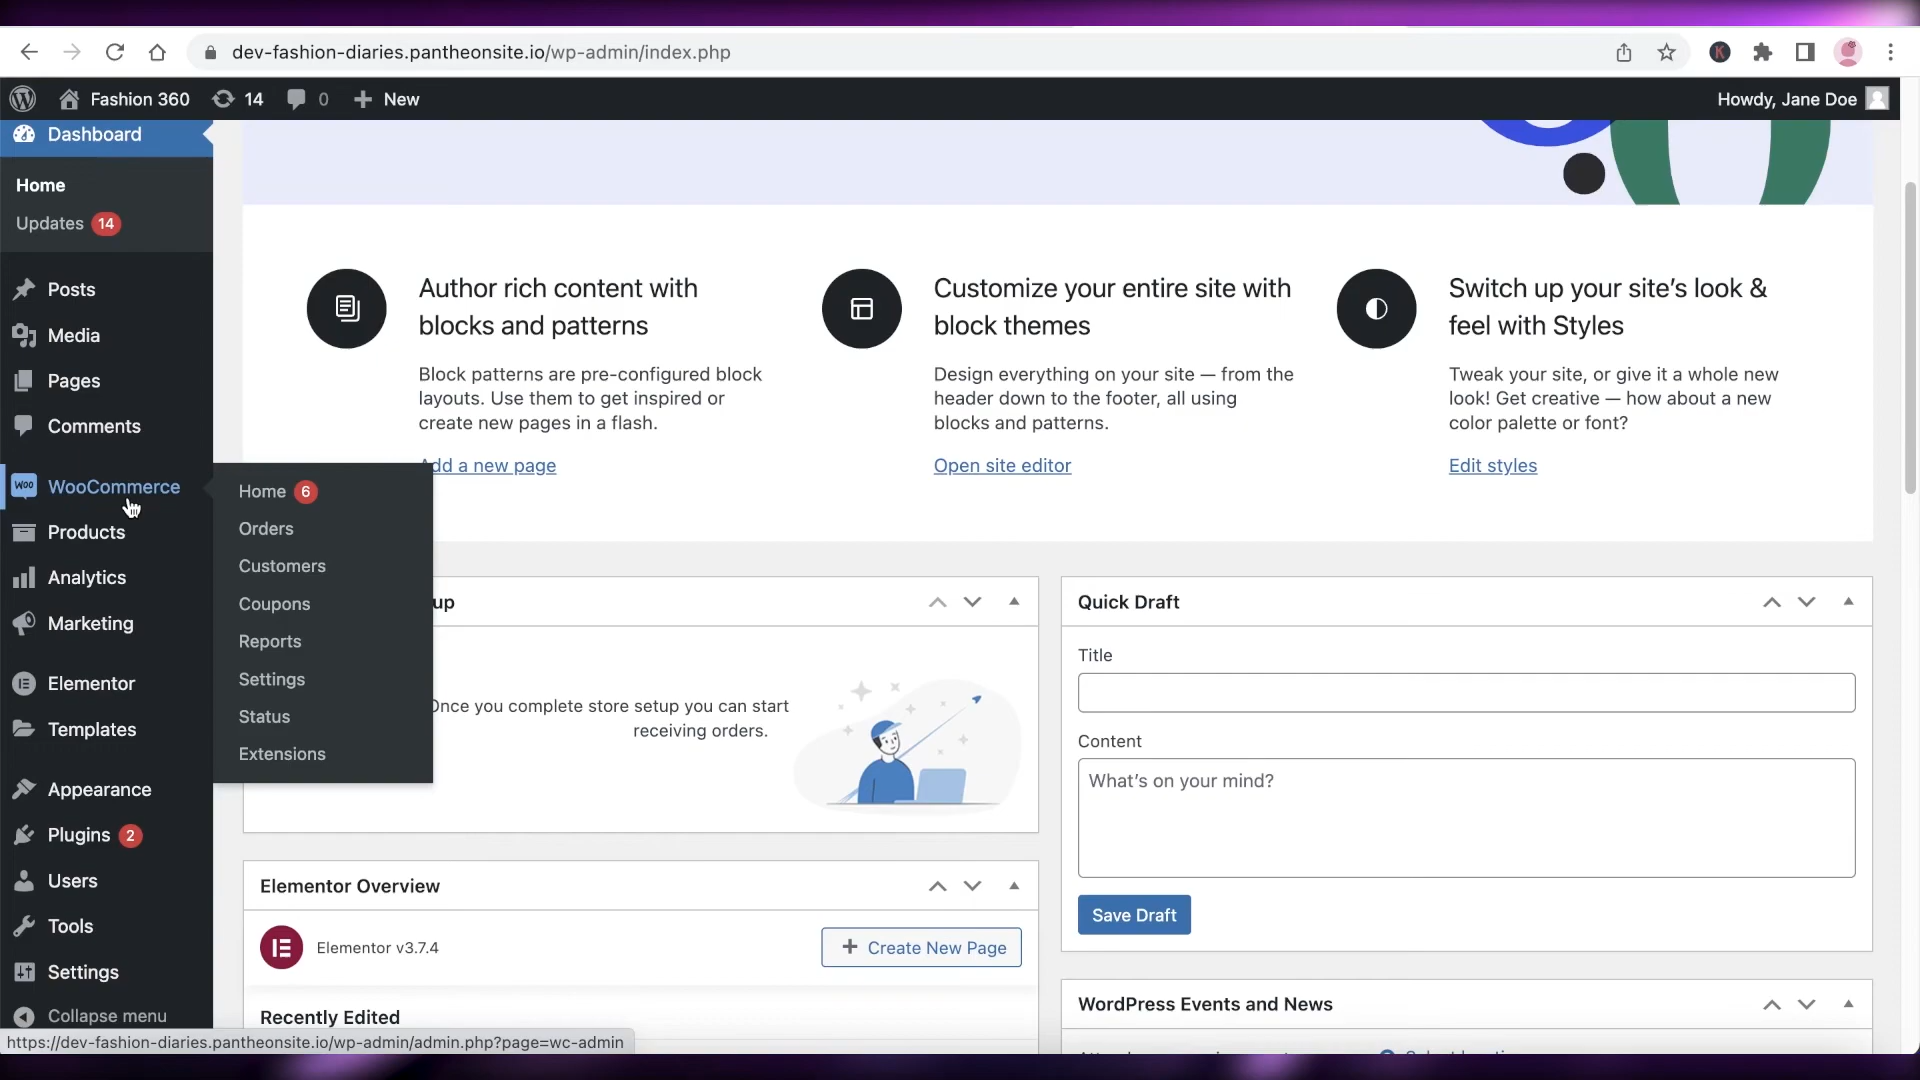 dev-fashion-diaries.pantheonsite.io/wp-admin/index.php
K
Fashion 360
14
0
New
Howdy, Jane Doe
Dashboard
Home
Updates 14
Posts
Media
Pages
Comments
Woo WooCommerce
Products
Analytics
Marketing
Elementor
Templates
Appearance
Plugins 2
Users
Tools
Settings
Collapse menu
Home 6
Orders
Customers
Coupons
Reports
Settings
Status
Extensions
Author rich content with
blocks and patterns
Block patterns are pre-configured block
layouts. Use them to get inspired or
create new pages in a flash.
dd a new page
Customize your entire site with
block themes
Design everything on your site — from the
header down to the footer, all using
blocks and patterns.
Open site editor
Switch up your site's look &
feel with Styles
Tweak your site, or give it a whole new
look! Get creative — how about a new
color palette or font?
Edit styles
up
Once you complete store setup you can start
receiving orders.
Elementor Overview
Elementor v3.7.4
+ Create New Page
Recently Edited
Quick Draft
Title
Content
What's on your mind?
Save Draft
WordPress Events and News
https://dev-fashion-diaries.pantheonsite.io/wp-admin/admin.php?page=wc-admin